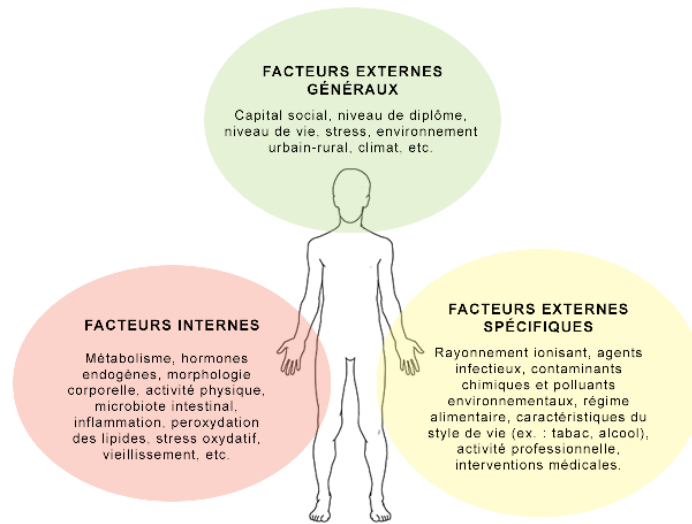 FACTEURS EXTERNES
GÉNÉRAUX
Capital social, niveau de diplôme,
niveau de vie, stress, environnement
urbain-rural, climat, etc.
FACTEURS INTERNES
Métabolisme, hormones
endogènes, morphologie
corporelle, activité physique,
microbiote intestinal,
inflammation, peroxydation
des lipides, stress oxydatif,
vieillissement, etc.
FACTEURS EXTERNES
SPÉCIFIQUES
Rayonnement ionisant, agents
infectieux, contaminants
chimiques et polluants
environnementaux, régime
alimentaire, caractéristiques du
style de vie (ex. : tabac, alcool),
activité professionnelle,
interventions médicales.